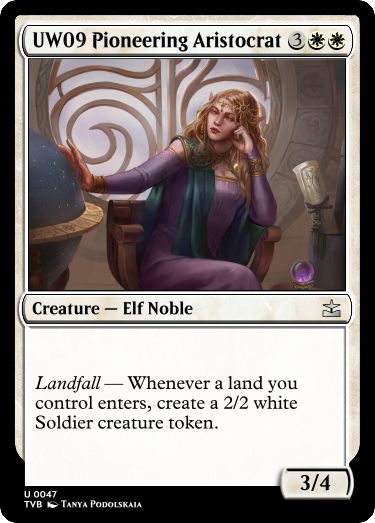 UW09 Pioneering Aristocrat 3
Creature — Elf Noble
Landfall — Whenever a land you
control enters, create a 2/2 white
Soldier creature token.
3/4
U 0047
TVB Tanya Podolskaia